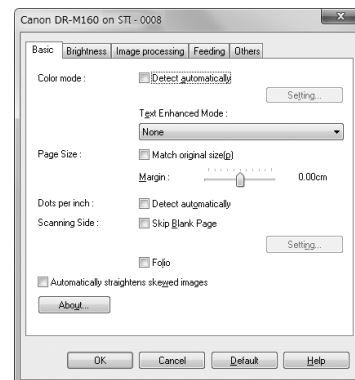 Canon DR-M160 on STI - 0008
x
Basic Brightness Image processing Feeding Others
Color mode : Detect automatically
Setting...
Text Enhanced Mode :
None
Page Size : Match original size(p)
Margin : 0.00cm
Dots per inch : Detect automatically
Scanning Side : Skip Blank Page
Setting...
Folio
Automatically straightens skewed images
About...
OK Cancel Default Help